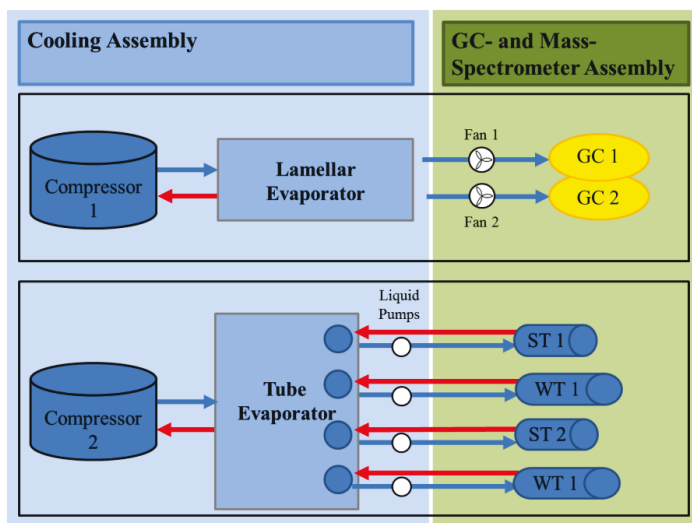 Cooling Assembly
GC- and Mass-
Spectrometer Assembly
Compressor
1
Lamellar
Evaporator
Fan 1
GC 1
GC 2
Fan 2
Liquid
Pumps
Compressor
2
Tube
Evaporator
ST 1
WT 1
ST 2
WT 1